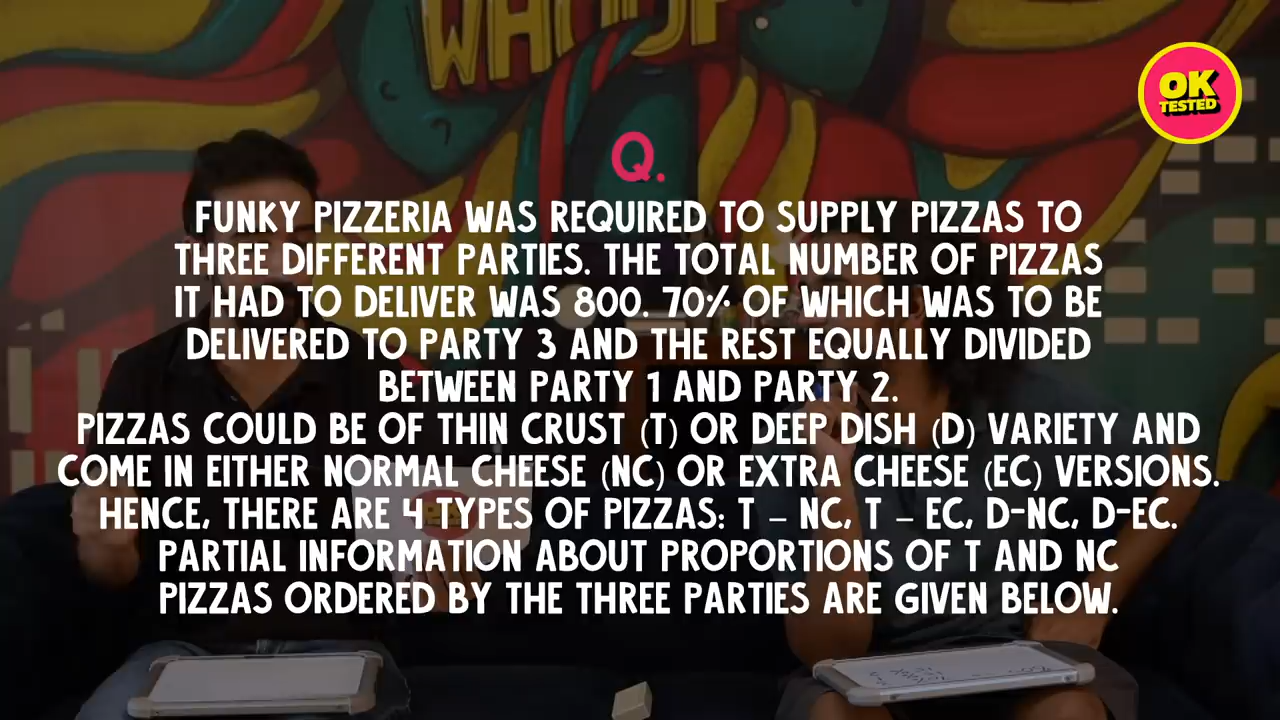 WHOOP
OK
TESTED
Q.
FUNKY PIZZERIA WAS REQUIRED TO SUPPLY PIZZAS TO
THREE DIFFERENT PARTIES. THE TOTAL NUMBER OF PIZZAS
IT HAD TO DELIVER WAS 800. 70% OF WHICH WAS TO BE
DELIVERED TO PARTY 3 AND THE REST EQUALLY DIVIDED
BETWEEN PARTY 1 AND PARTY 2.
PIZZAS COULD BE OF THIN CRUST (T) OR DEEP DISH (D) VARIETY AND
COME IN EITHER NORMAL CHEESE (NC) OR EXTRA CHEESE (EC) VERSIONS.
HENCE, THERE ARE 4 TYPES OF PIZZAS: T – NC, T – EC, D-NC, D-EC.
PARTIAL INFORMATION ABOUT PROPORTIONS OF T AND NC
PIZZAS ORDERED BY THE THREE PARTIES ARE GIVEN BELOW.